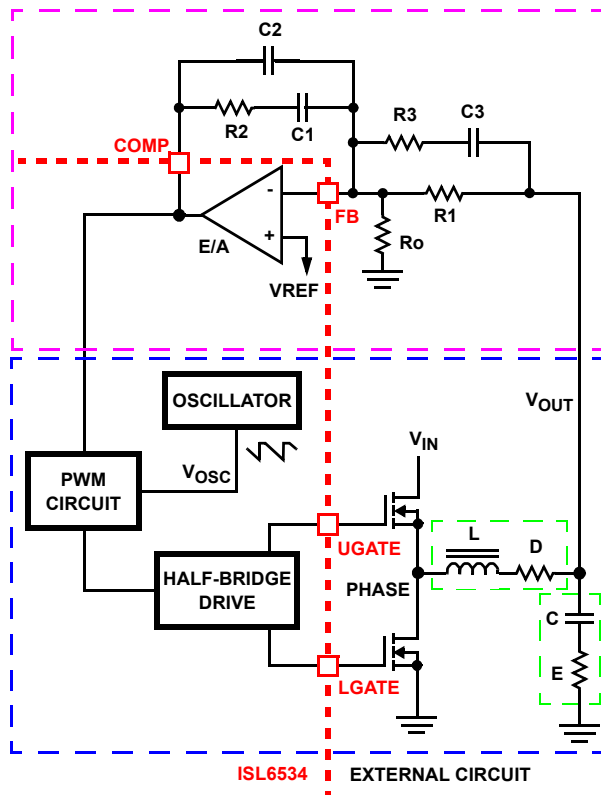 C2
R2
C1
R3
C3
COMP
-
+
E/A
FB
R1
Ro
VREF
OSCILLATOR
VOUT
VIN
PWM
CIRCUIT
VOSC
UGATE
L
D
HALF-BRIDGE
DRIVE
PHASE
C
E
LGATE
ISL6534
EXTERNAL CIRCUIT